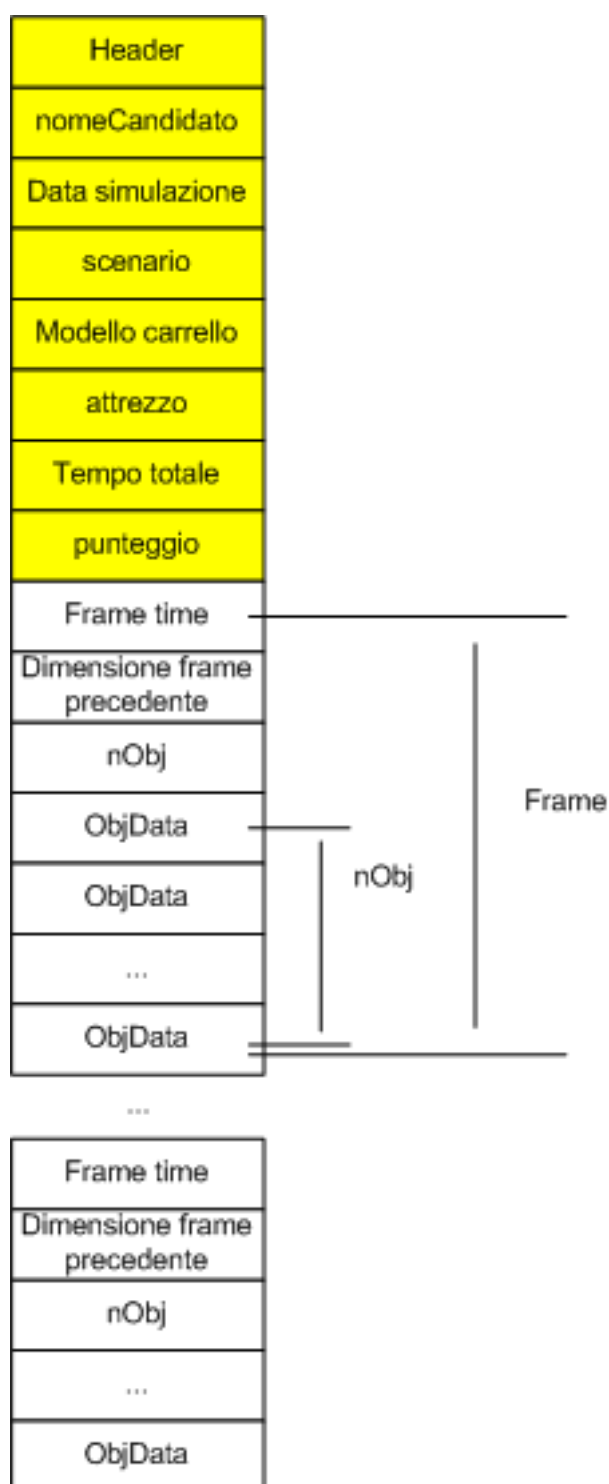 Header
nomeCandidato
Data simulazione
scenario
Modello carrello
attrezzo
Tempo totale
punteggio
Frame time
Dimensione frame
precedente
nObj
ObjData
Frame
nObj
ObjData
...
ObjData
...
Frame time
Dimensione frame
precedente
nObj
...
ObjData